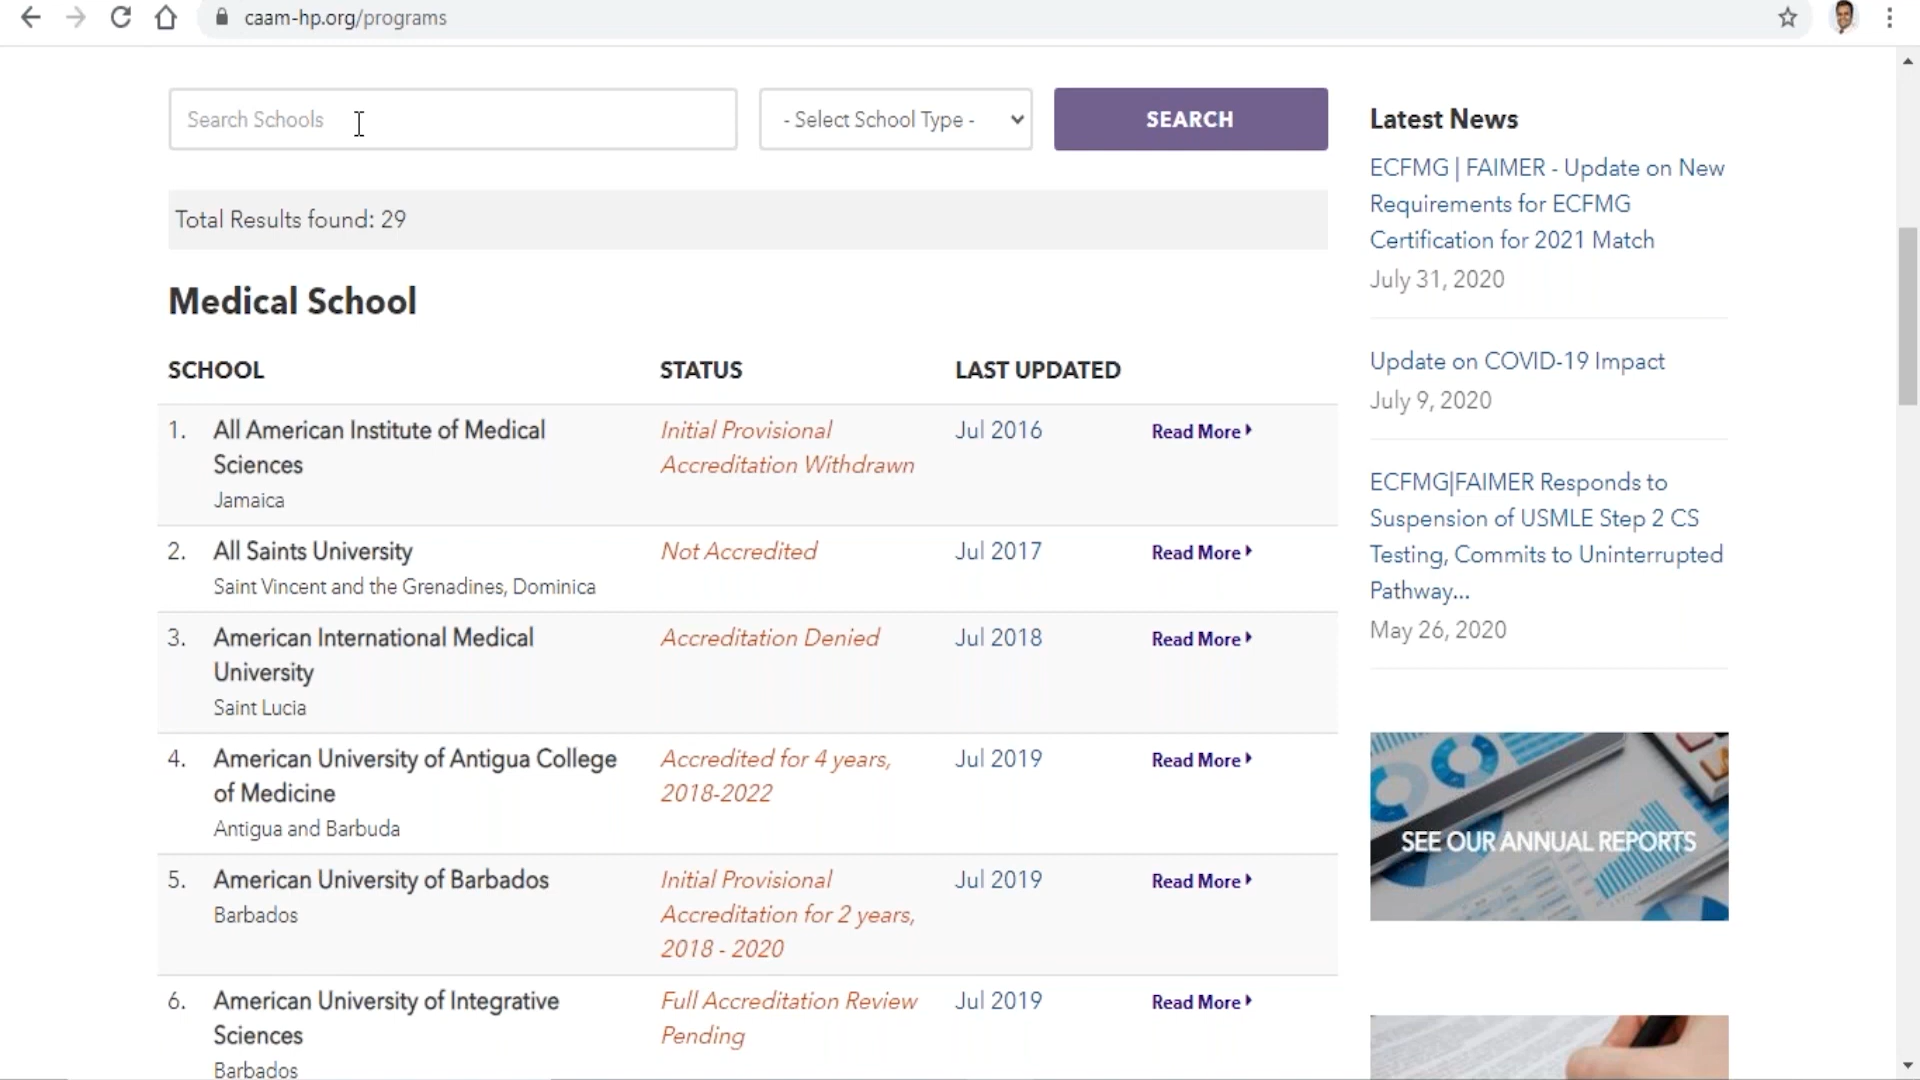 caam-hp.org/programs
Search Schools
- Select School Type -
SEARCH
Total Results found: 29
Medical School
SCHOOL STATUS LAST UPDATED
1. All American Institute of Medical Sciences
Jamaica
Initial Provisional
Accreditation Withdrawn
Jul 2016
Read More
2. All Saints University
Saint Vincent and the Grenadines, Dominica
Not Accredited
Jul 2017
Read More
3. American International Medical
University
Saint Lucia
Accreditation Denied
Jul 2018
Read More
4. American University of Antigua College
of Medicine
Antigua and Barbuda
Accredited for 4 years,
2018-2022
Jul 2019
Read More
5. American University of Barbados
Barbados
Initial Provisional
Accreditation for 2 years,
2018 - 2020
Jul 2019
Read More
6. American University of Integrative
Sciences
Barbados
Full Accreditation Review
Pending
Jul 2019
Read More
Latest News
ECFMG | FAIMER - Update on New
Requirements for ECFMG
Certification for 2021 Match
July 31, 2020
Update on COVID-19 Impact
July 9, 2020
ECFMG|FAIMER Responds to
Suspension of USMLE Step 2 CS
Testing, Commits to Uninterrupted
Pathway...
May 26, 2020
SEE OUR ANNUAL REPORTS